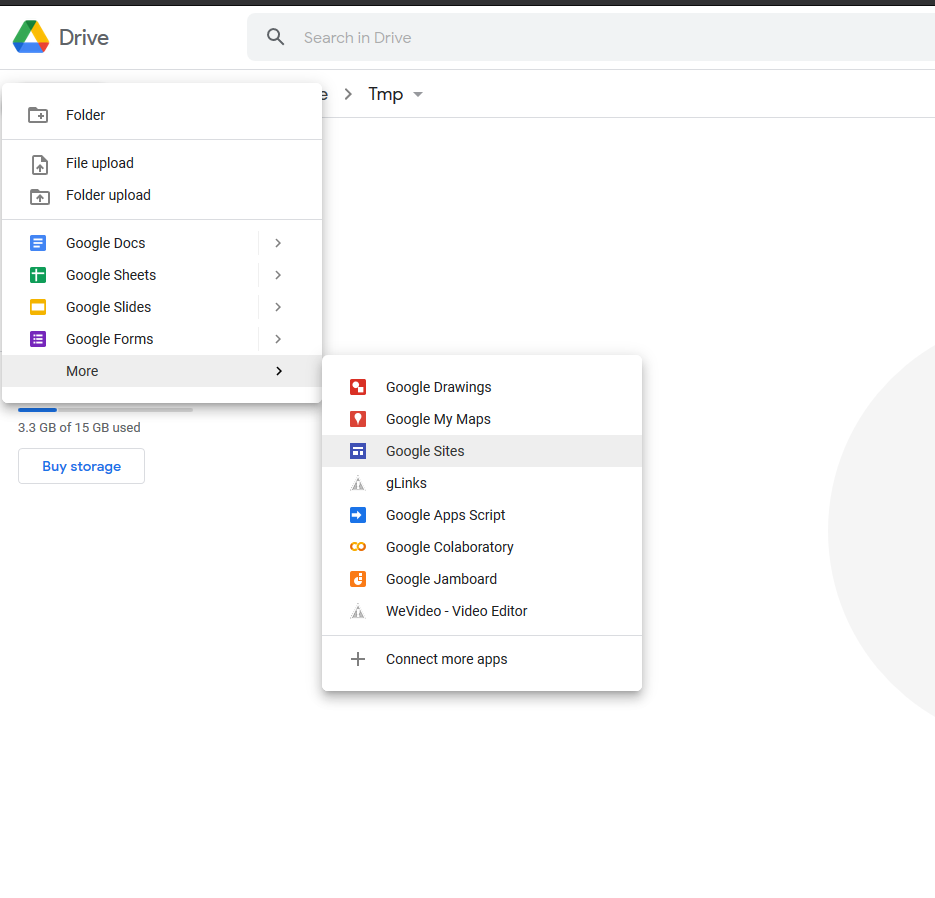 Drive
Search in Drive
Tmp
Folder
File upload
Folder upload
Google Docs
Google Sheets
Google Slides
Google Forms
More
3.3 GB of 15 GB used
Buy storage
Google Drawings
Google My Maps
Google Sites
gLinks
Google Apps Script
Google Colaboratory
Google Jamboard
WeVideo - Video Editor
Connect more apps